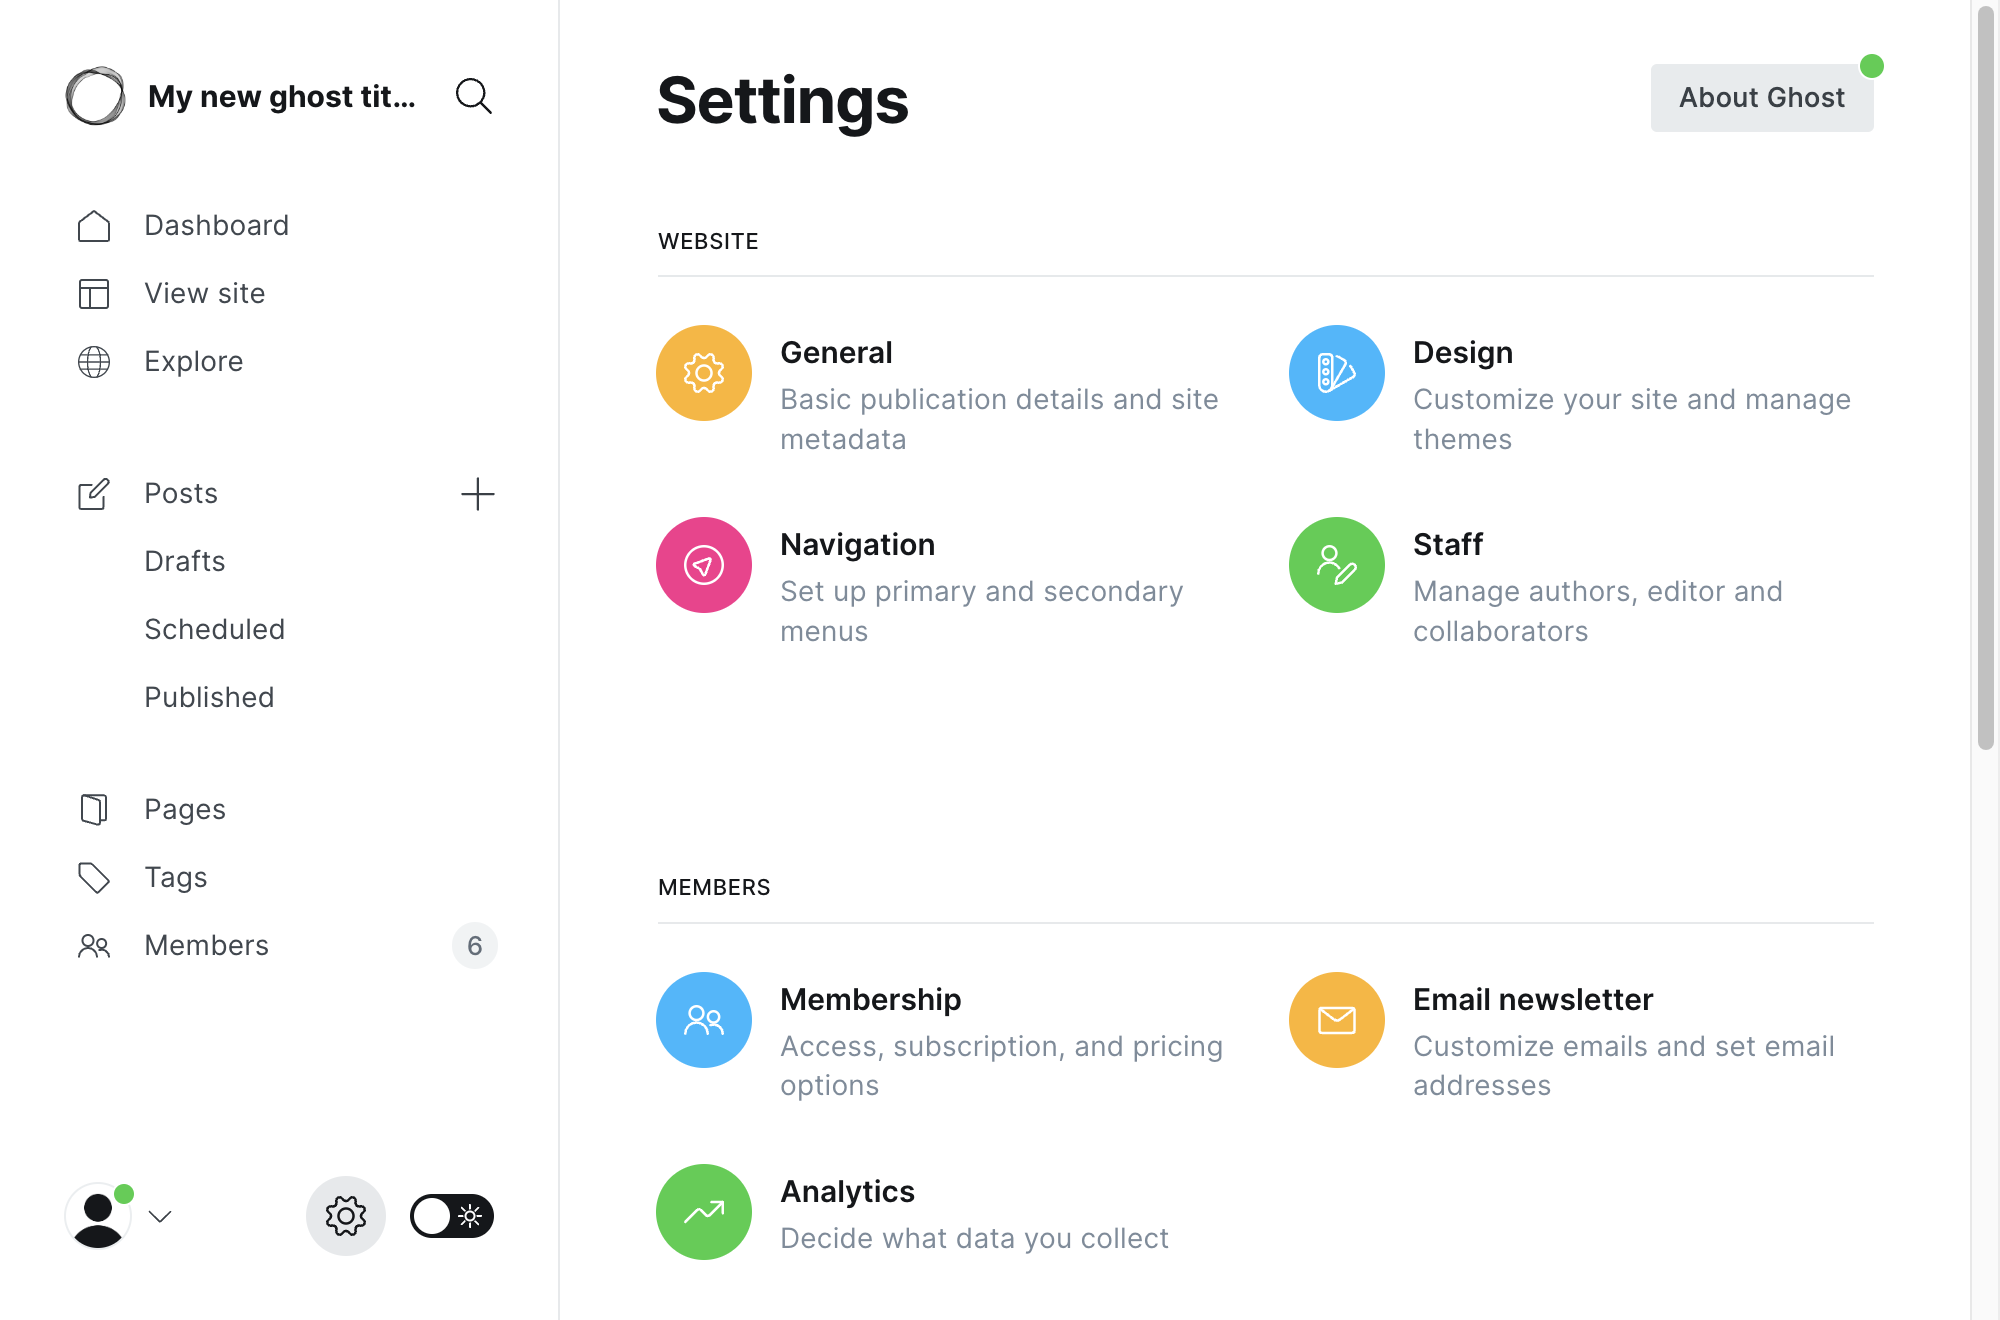 My new ghost tit...
Dashboard
View site
Explore
Posts
Drafts
Scheduled
Published
Pages
Tags
Members
6
Settings
About Ghost
WEBSITE
General
Basic publication details and site
metadata
Design
Customize your site and manage
themes
Navigation
Set up primary and secondary
menus
Staff
Manage authors, editor and
collaborators
MEMBERS
Membership
Access, subscription, and pricing
options
Email newsletter
Customize emails and set email
addresses
Analytics
Decide what data you collect